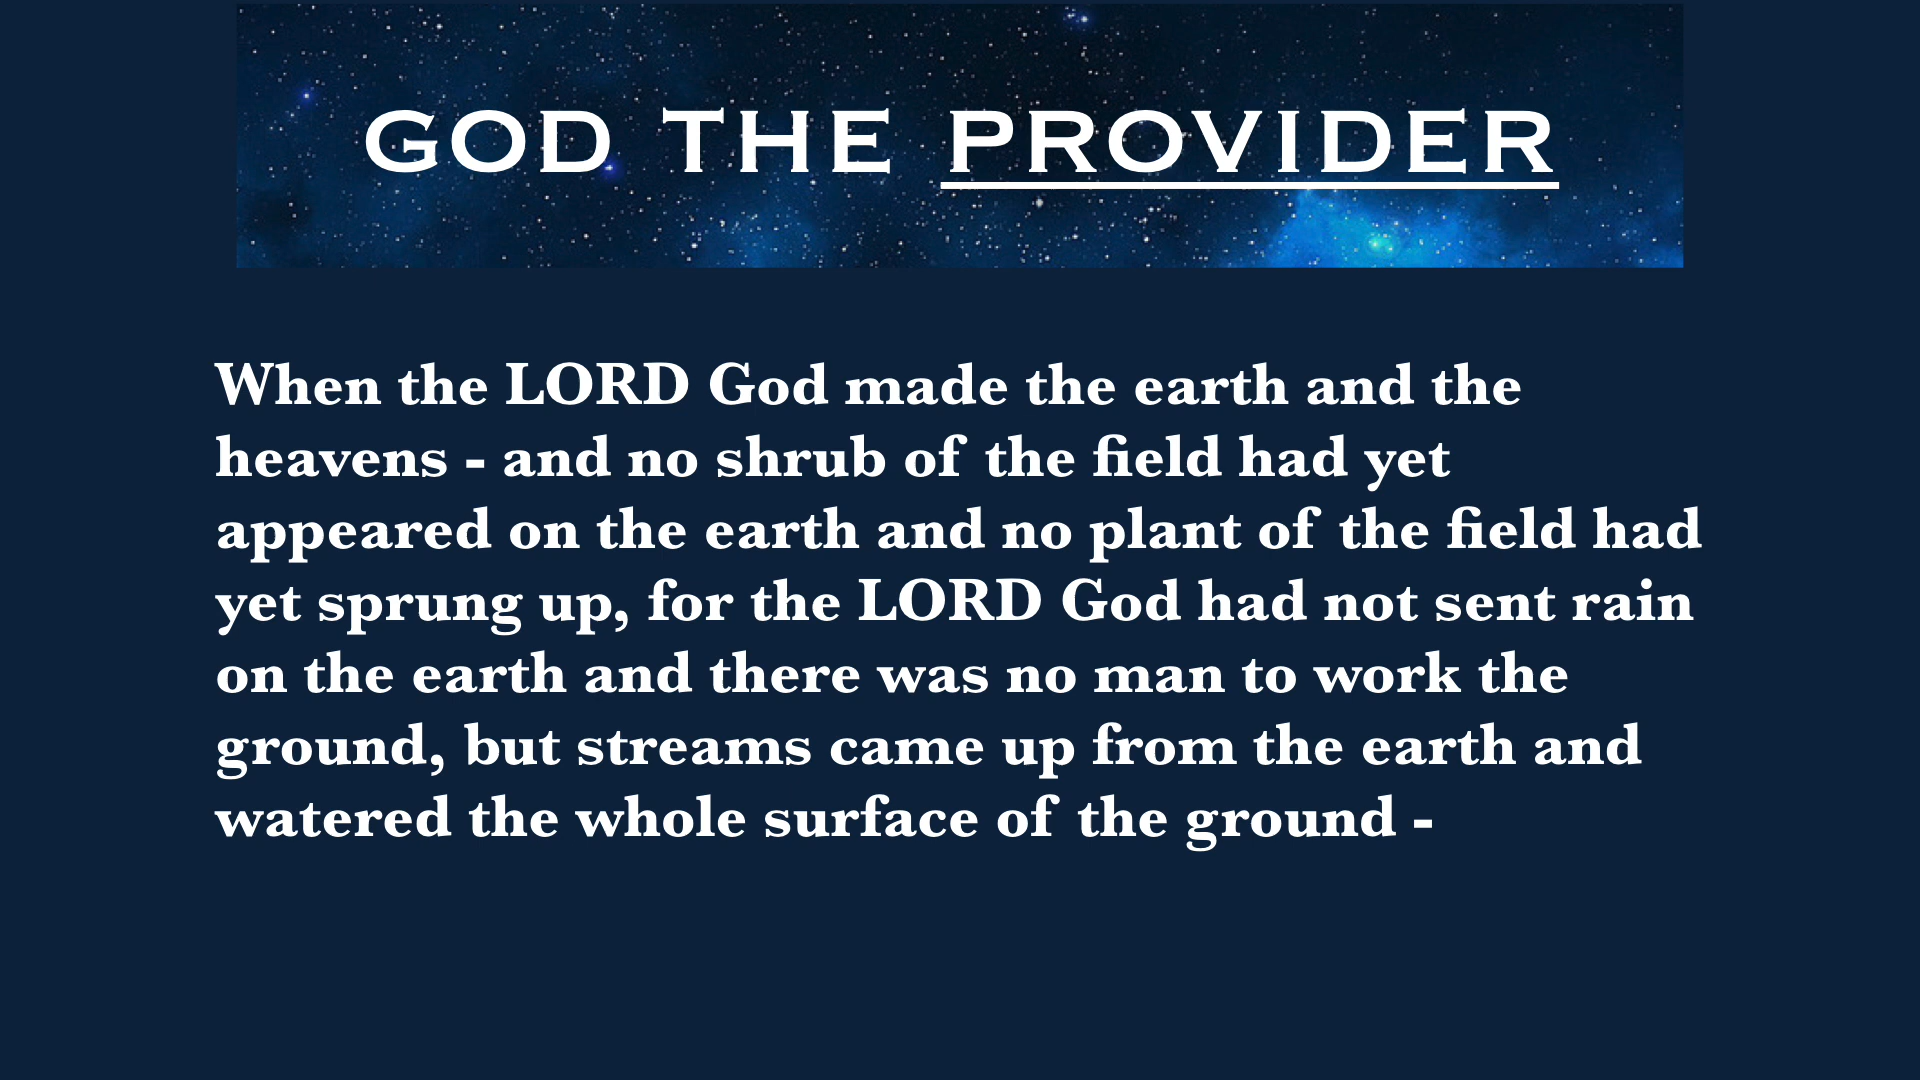 GOD THE PROVIDER
When the LORD God made the earth and the
heavens - and no shrub of the field had yet
appeared on the earth and no plant of the field had
yet sprung up, for the LORD God had not sent rain
on the earth and there was no man to work the
ground, but streams came up from the earth and
watered the whole surface of the ground -